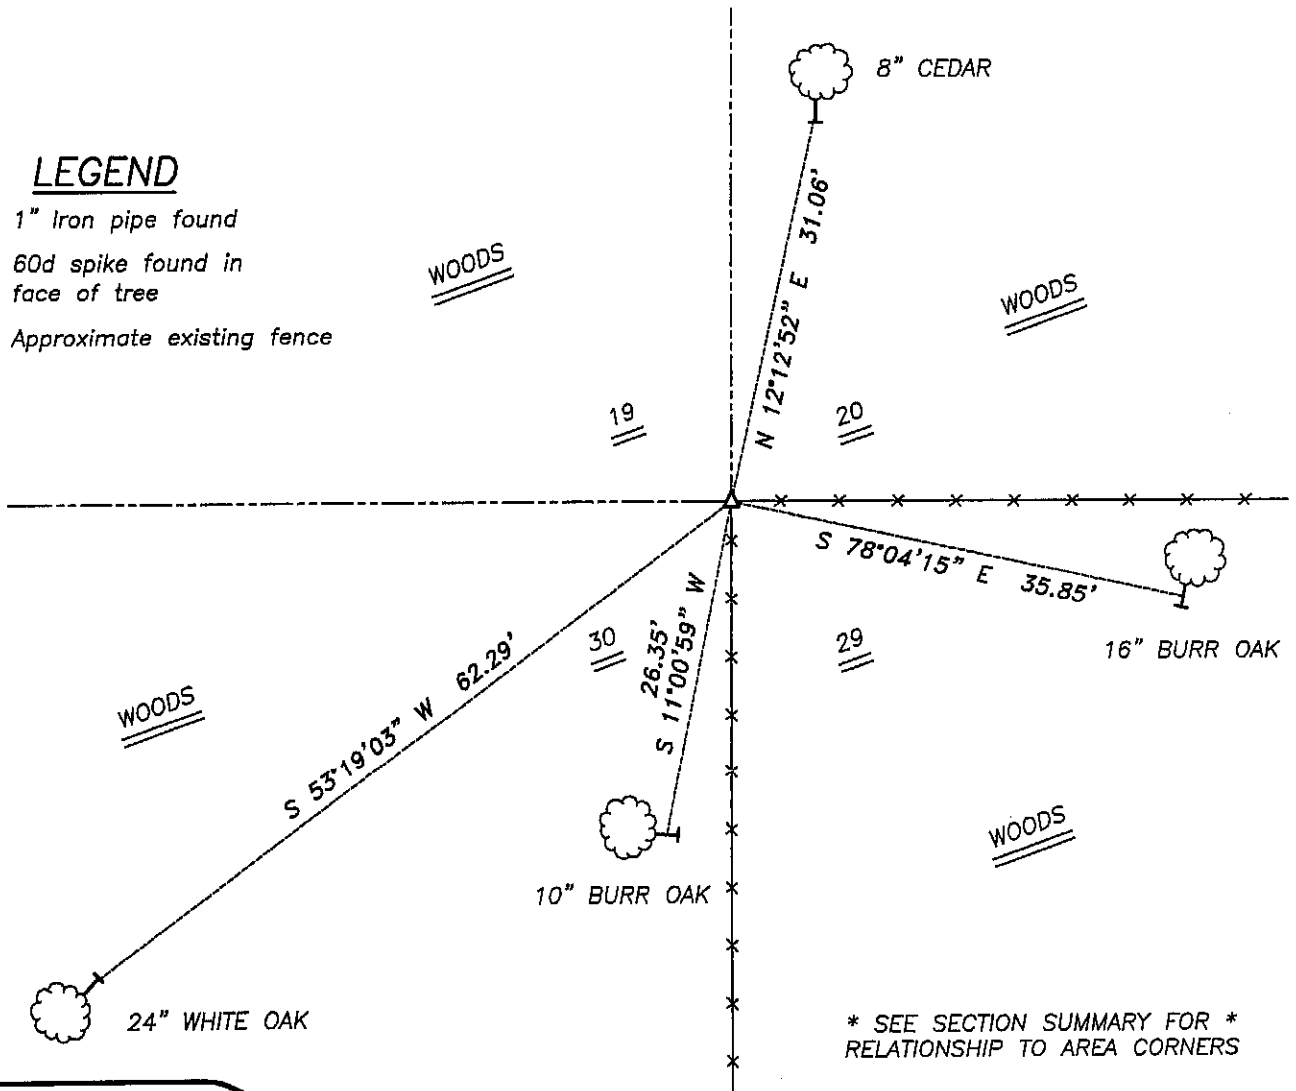 8" CEDAR
LEGEND
1" Iron pipe found
60d spike found in
face of tree
Approximate existing fence
WOODS
WOODS
N 12°12'52" E 31.06'
19
20
S 78°04'15" E 35.85'
16" BURR OAK
30
29
26.35'
S 11°00'59" W
S 53°19'03" W 62.29'
WOODS
WOODS
10" BURR OAK
24" WHITE OAK
* SEE SECTION SUMMARY FOR *
RELATIONSHIP TO AREA CORNERS